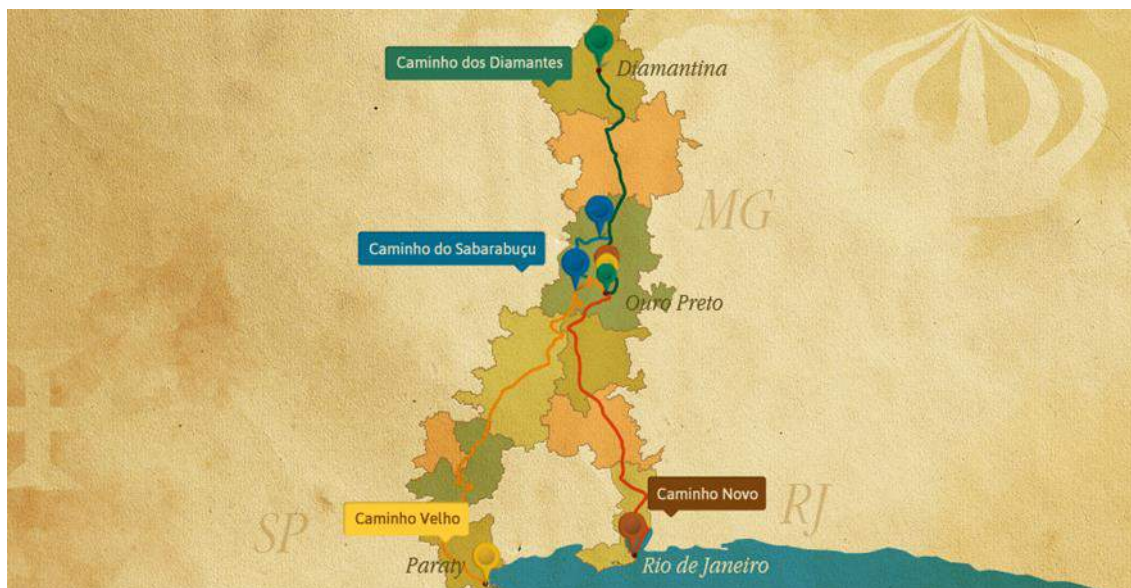 Caminho dos Diamantes
Diamantina
MG
Caminho do Sabarabuçu
Ouro Preto
Caminho Novo
RJ
SP
Caminho Velho
Paraty
Rio de Janeiro